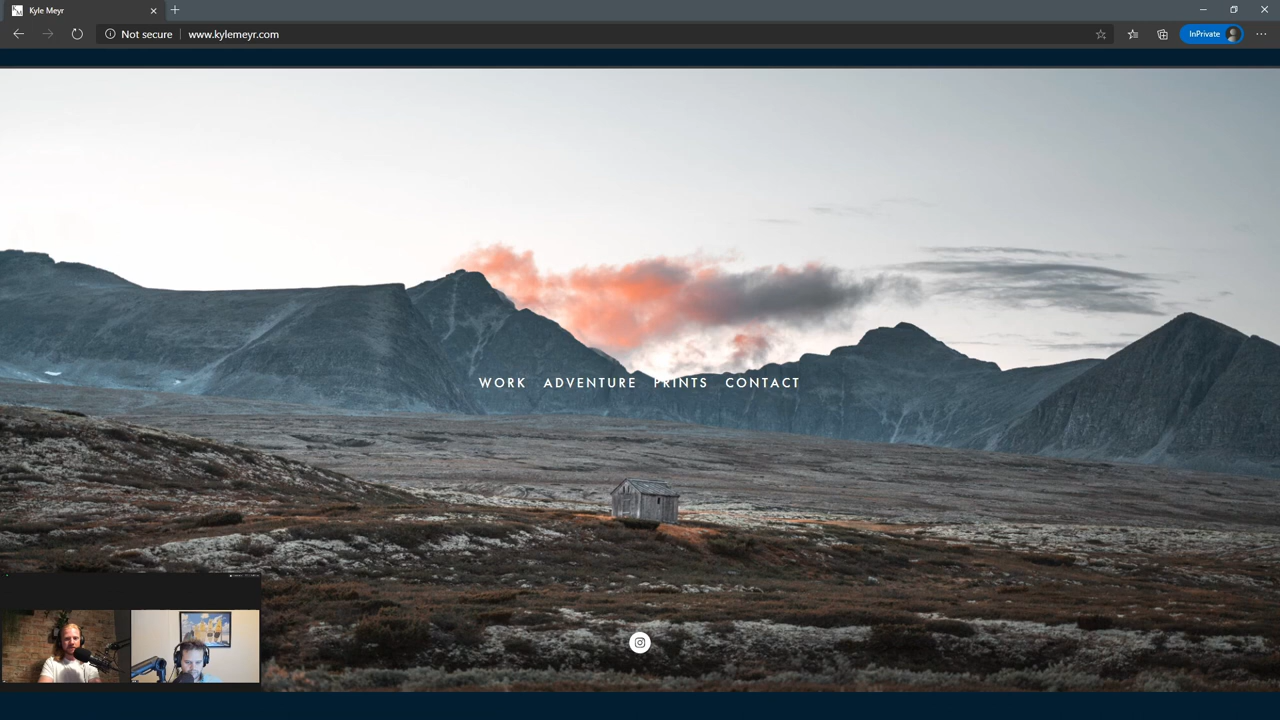 Kyle Meyr
Not secure
www.kylemeyr.com
InPrivate
WORK ADVENTURE PRINTS CONTACT